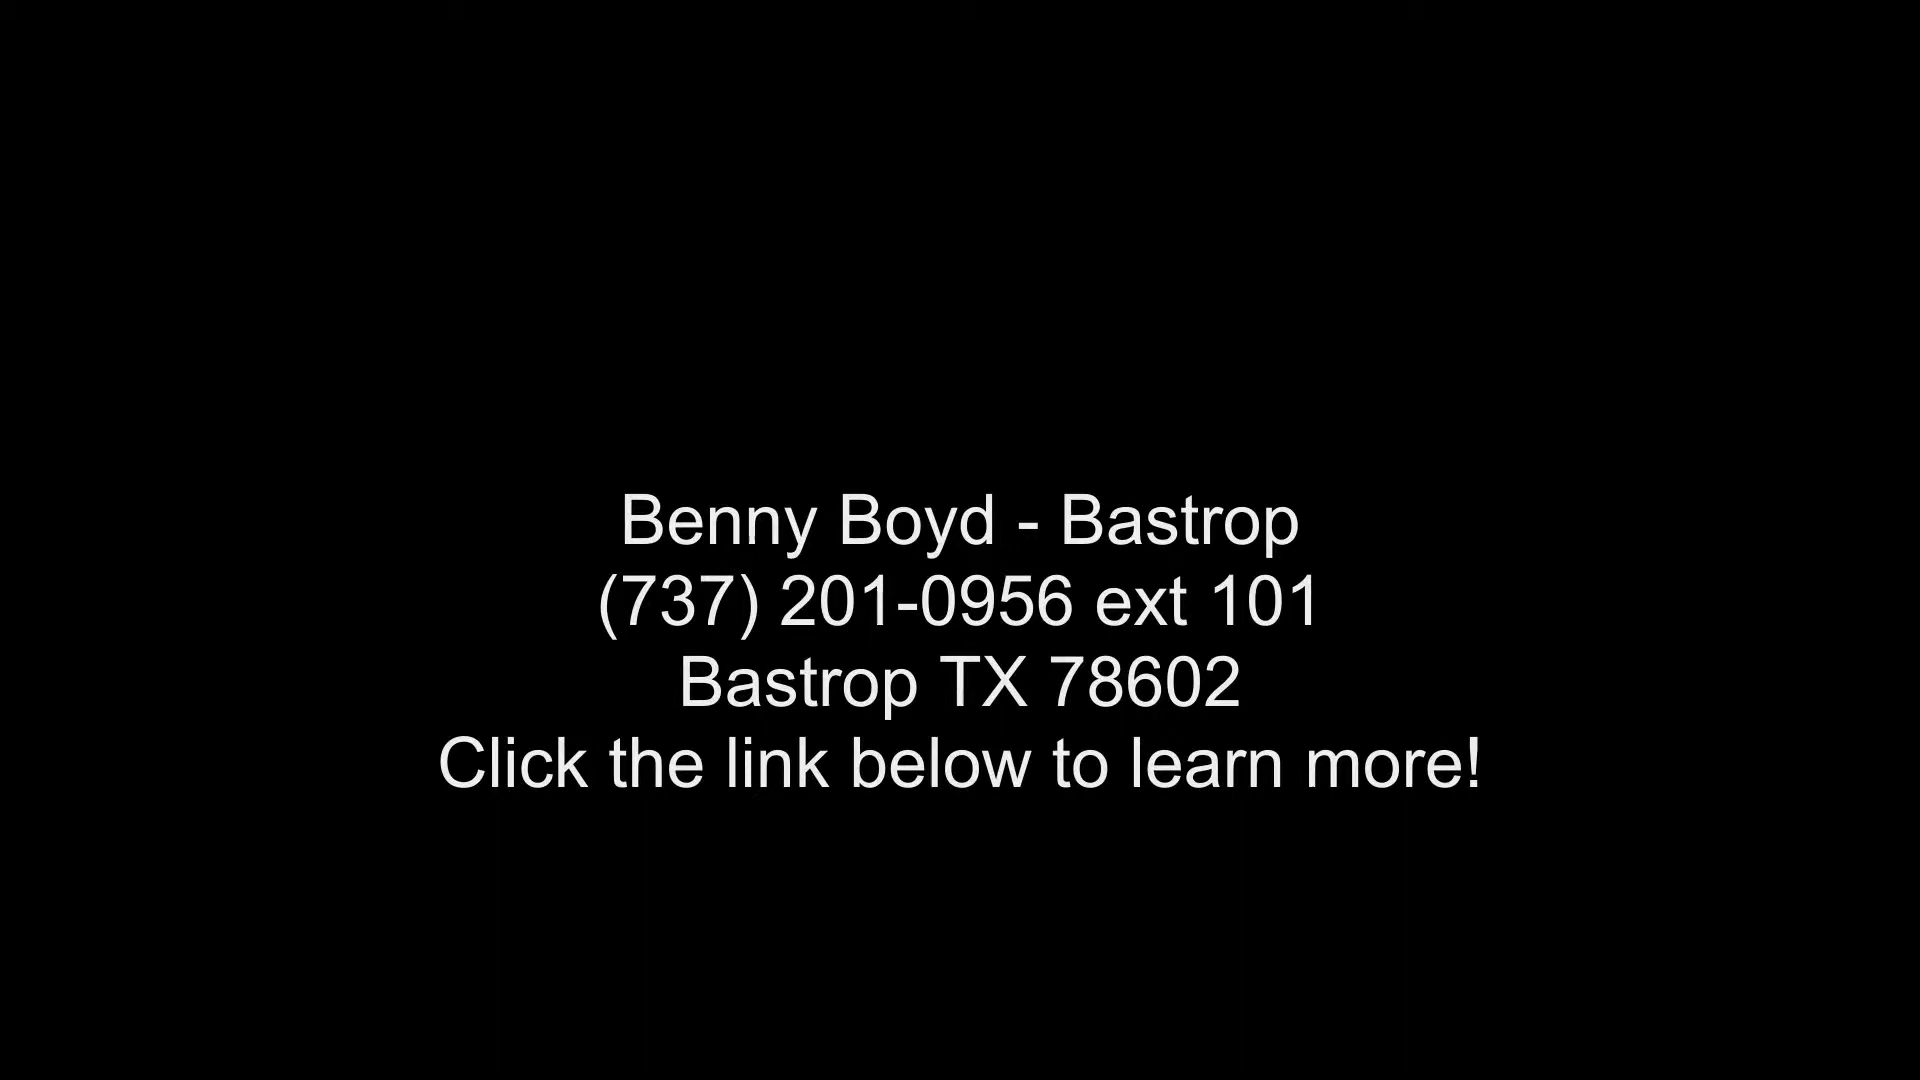 Benny Boyd - Bastrop
(737) 201-0956 ext 101
Bastrop TX 78602
Click the link below to learn more!